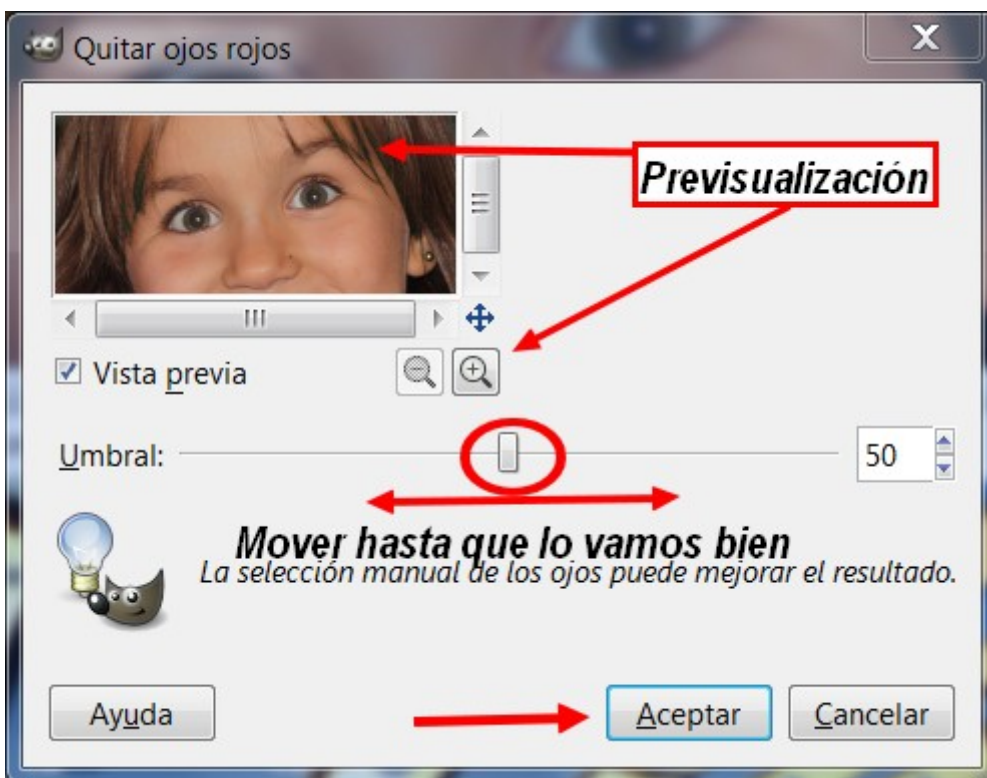 Quitar ojos rojos
Previsualización
Vista previa
Umbral:
50
Mover hasta que lo vamos bien
La selección manual de los ojos puede mejorar el resultado.
Ayuda
Aceptar
Cancelar